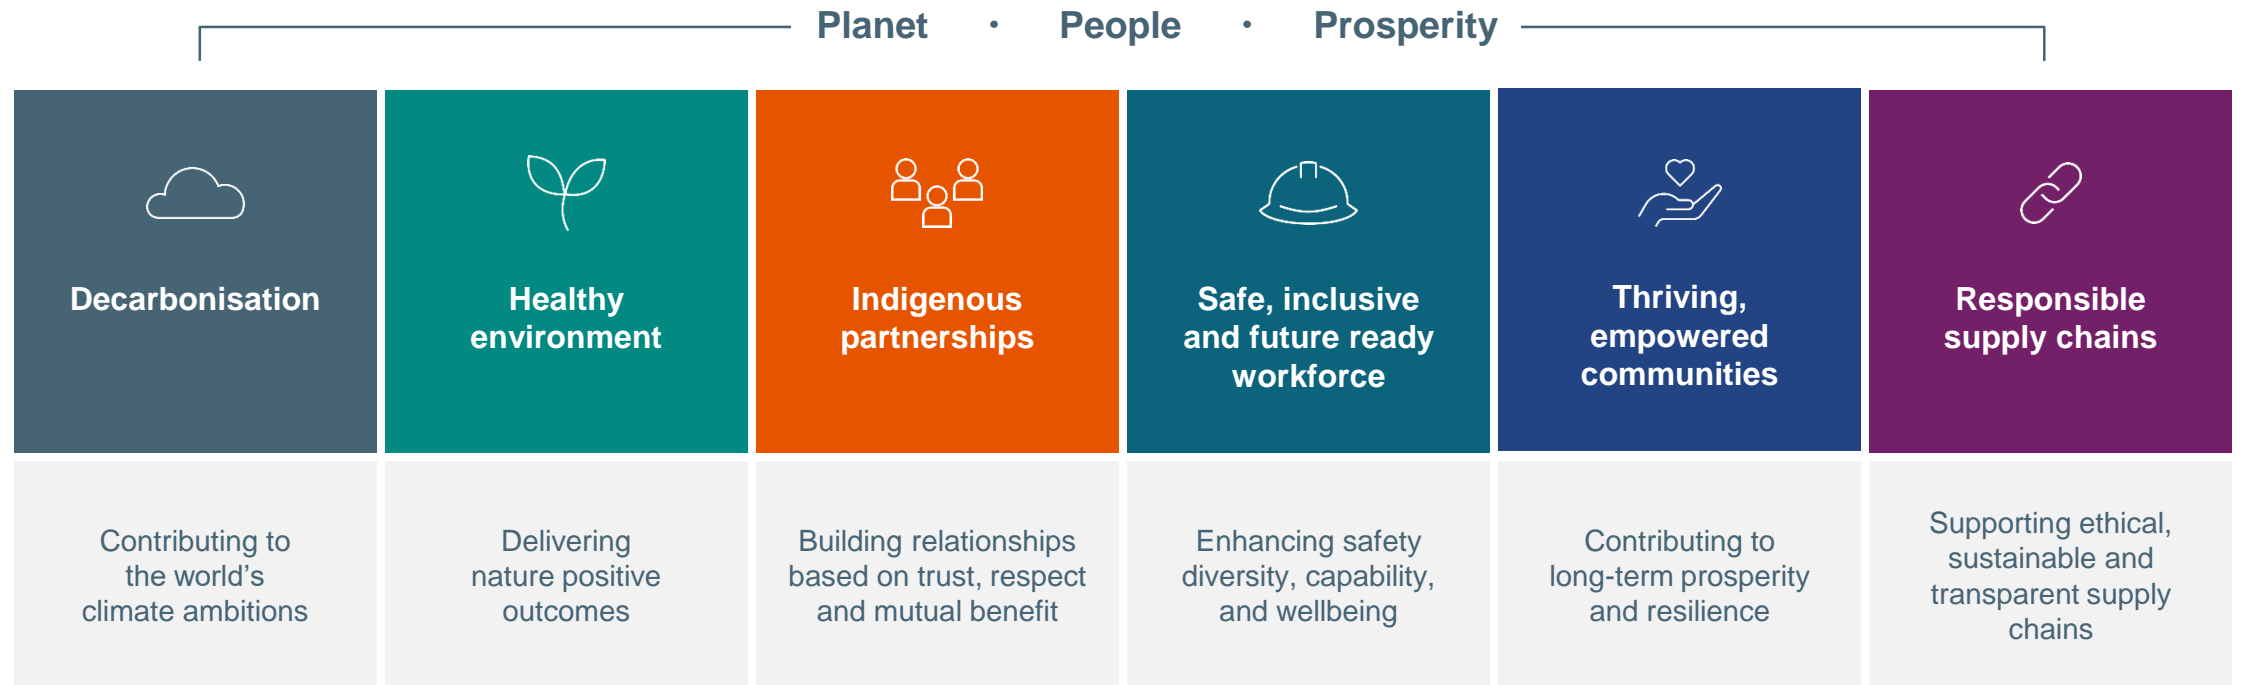 Planet • People • Prosperity
Decarbonisation
Healthy
environment
Indigenous
partnerships
Safe, inclusive
and future ready
workforce
Thriving,
empowered
communities
Responsible
supply chains
Contributing to
the world's
climate ambitions
Delivering
nature positive
outcomes
Building relationships
based on trust, respect
and mutual benefit
Enhancing safety
diversity, capability,
and wellbeing
Contributing to
long-term prosperity
and resilience
Supporting ethical,
sustainable and
transparent supply
chains